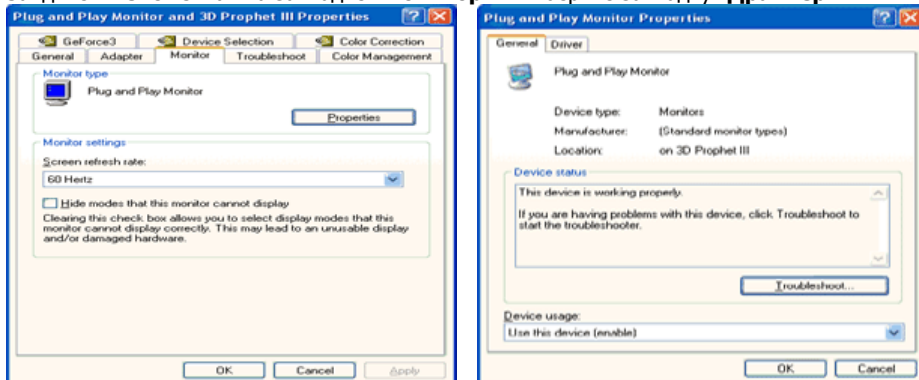 Plug and Play Monitor and 3D Prophet III Properties
GeForce3
Device Selection
Color Correction
General
Adapter
Monitor
Troubleshoot
Color Management
Monitor type
Plug and Play Monitor
Properties
Monitor settings
Screen refresh rate:
60 Hertz
Hide modes that this monitor cannot display
Clearing this check box allows you to select display modes that this
monitor cannot display correctly. This may lead to an unusable display
and/or damaged hardware.
OK
Cancel
Apply
Plug and Play Monitor Properties
General
Driver
Plug and Play Monitor
Device type: Monitors
Manufacturer: (Standard monitor types)
Location: on 3D Prophet III
Device status
This device is working properly.
If you are having problems with this device, click Troubleshoot to
start the troubleshooter.
Troubleshoot...
Device usage:
Use this device (enable)
OK
Cancel